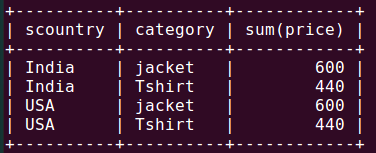 +----------+----------+------------+
| scountry | category | sum(price) |
+----------+----------+------------+
| India    | jacket   |        600 |
| India    | Tshirt   |        440 |
| USA      | jacket   |        600 |
| USA      | Tshirt   |        440 |
+----------+----------+------------+